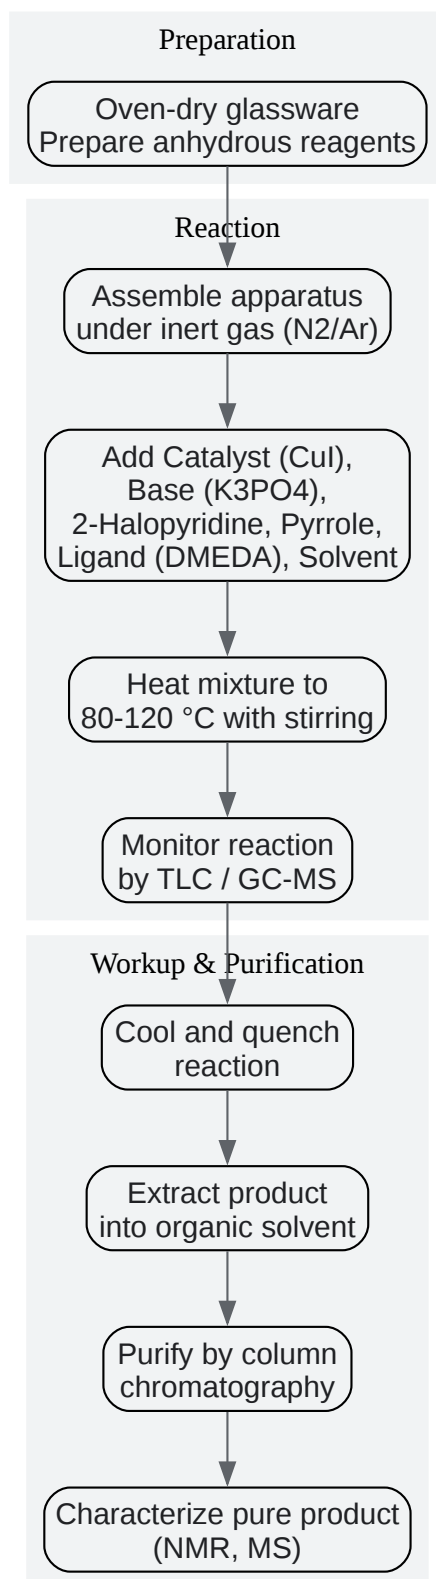 Preparation
Oven-dry glassware
Prepare anhydrous reagents
Reaction
Assemble apparatus
under inert gas (N2/Ar)
Add Catalyst (CuI),
Base (K3PO4),
2-Halopyridine, Pyrrole,
Ligand (DMEDA), Solvent
Heat mixture to
80-120 °C with stirring
Monitor reaction
by TLC / GC-MS
Workup & Purification
Cool and quench
reaction
Extract product
into organic solvent
Purify by column
chromatography
Characterize pure product
(NMR, MS)